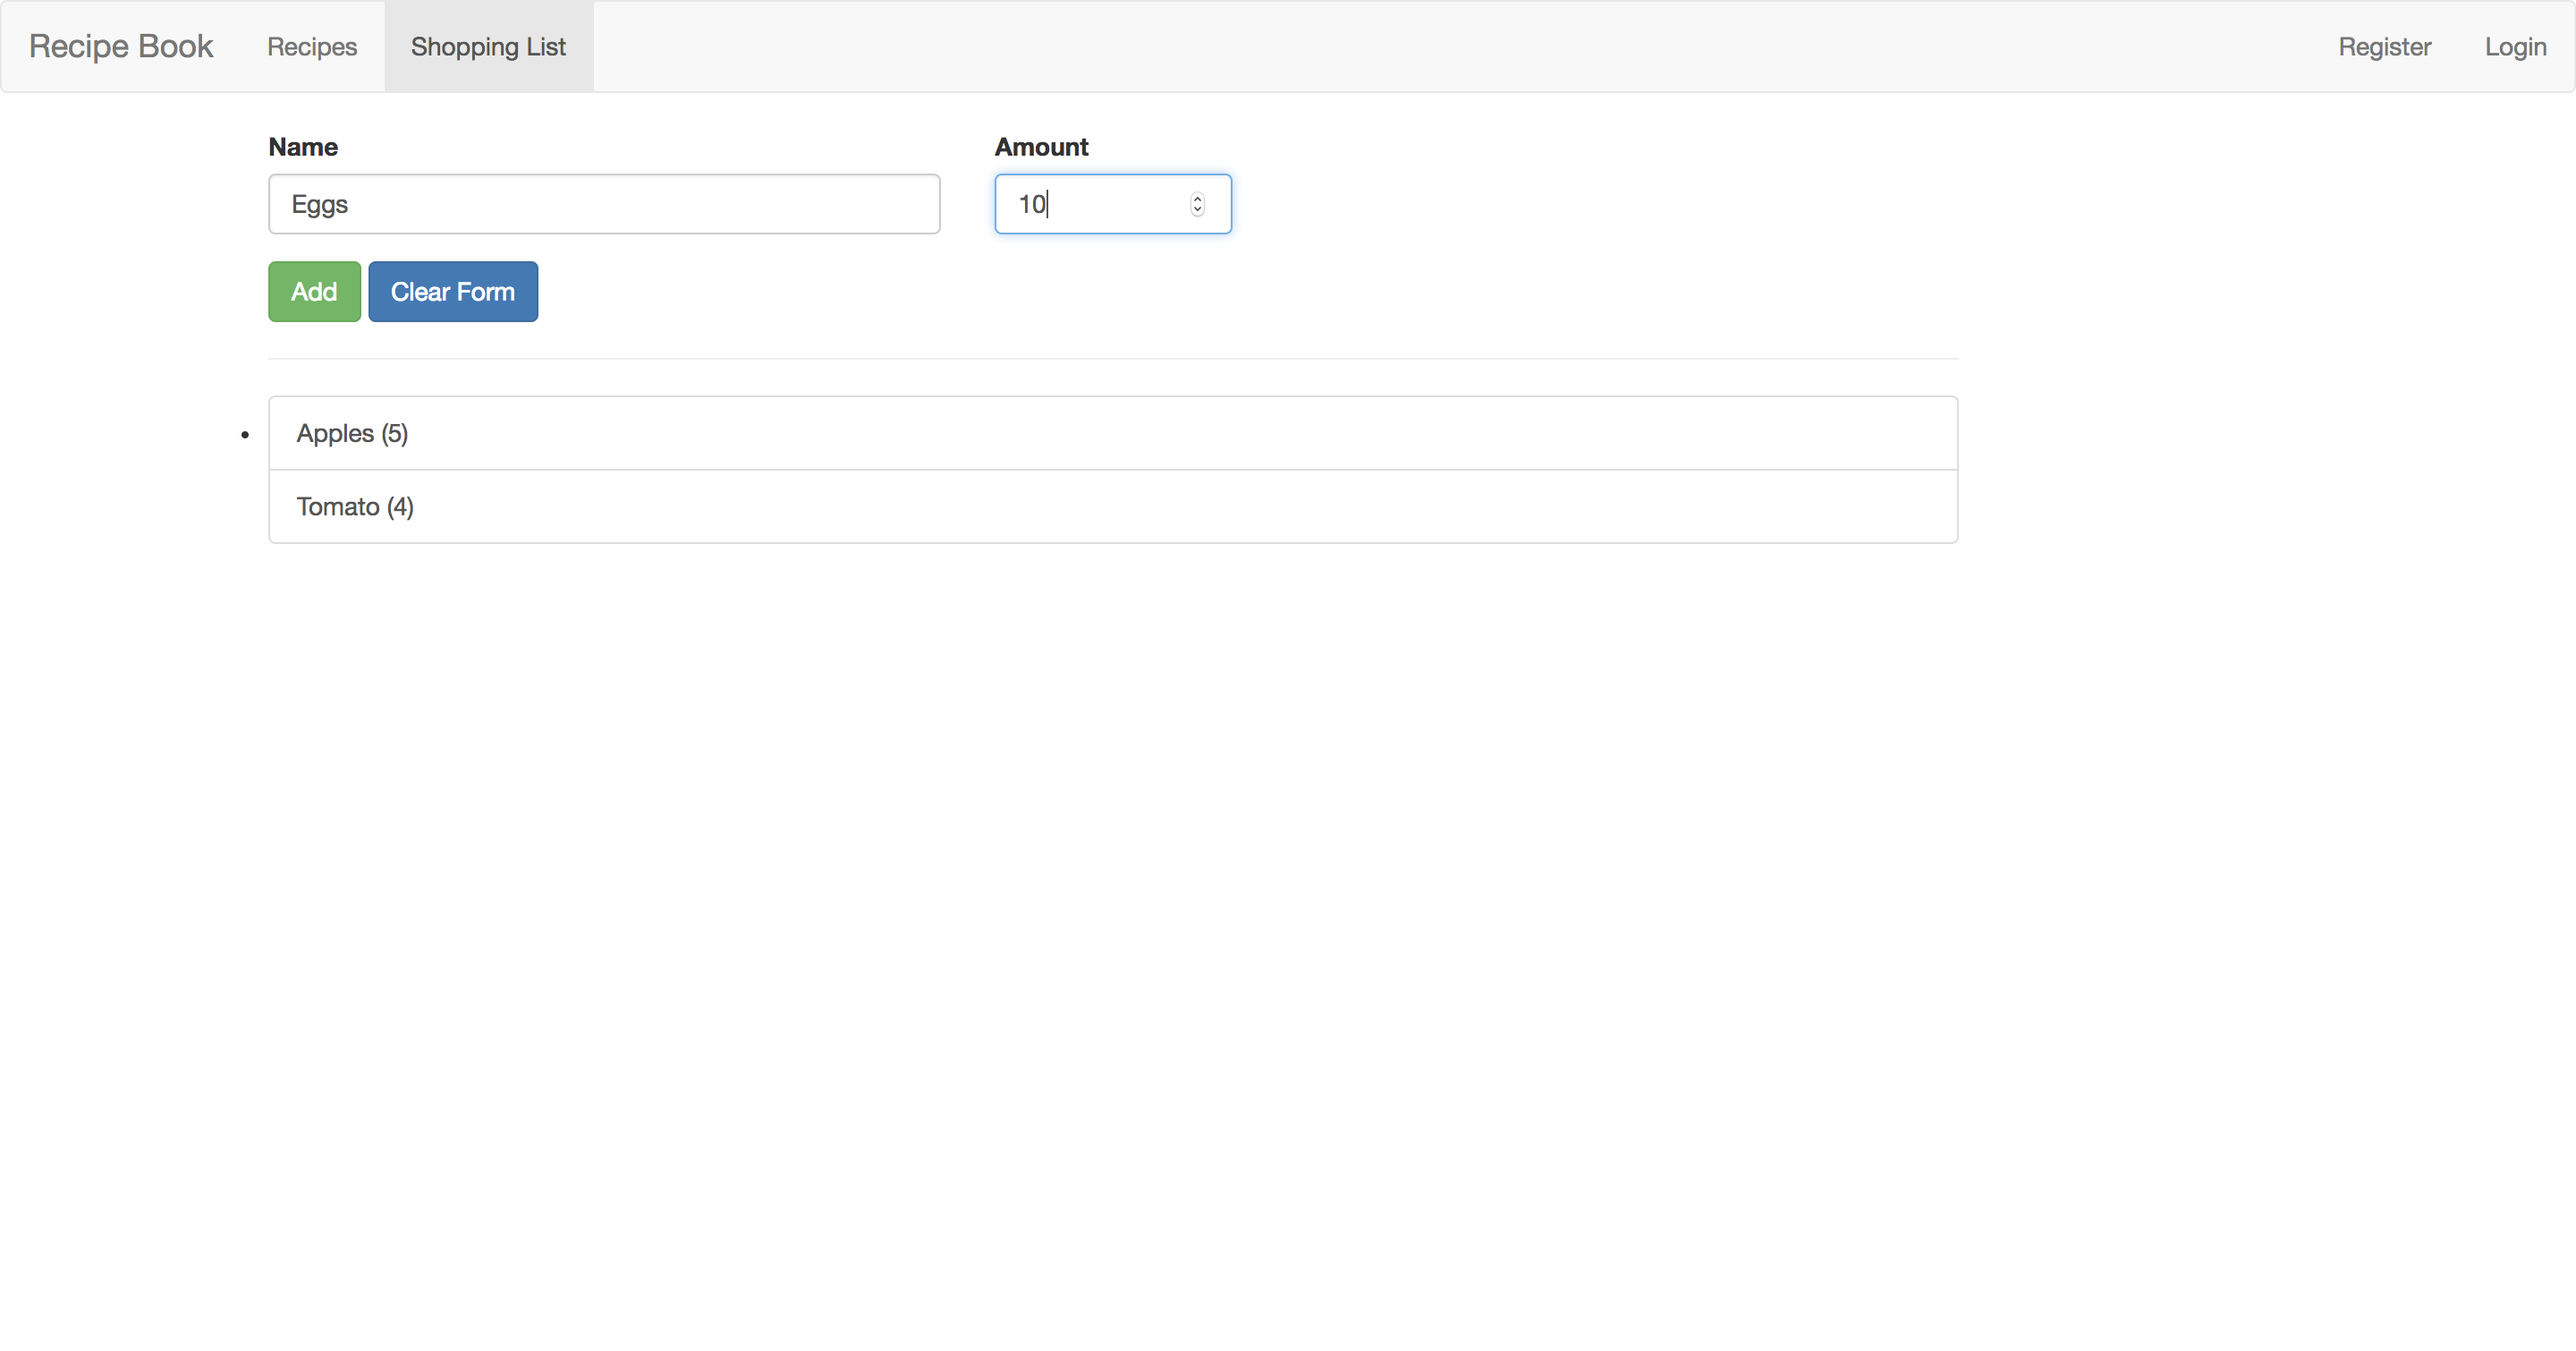 Recipe Book Recipes Shopping List Register Login
Name Amount
Eggs 10
Add Clear Form
Apples (5)
Tomato (4)